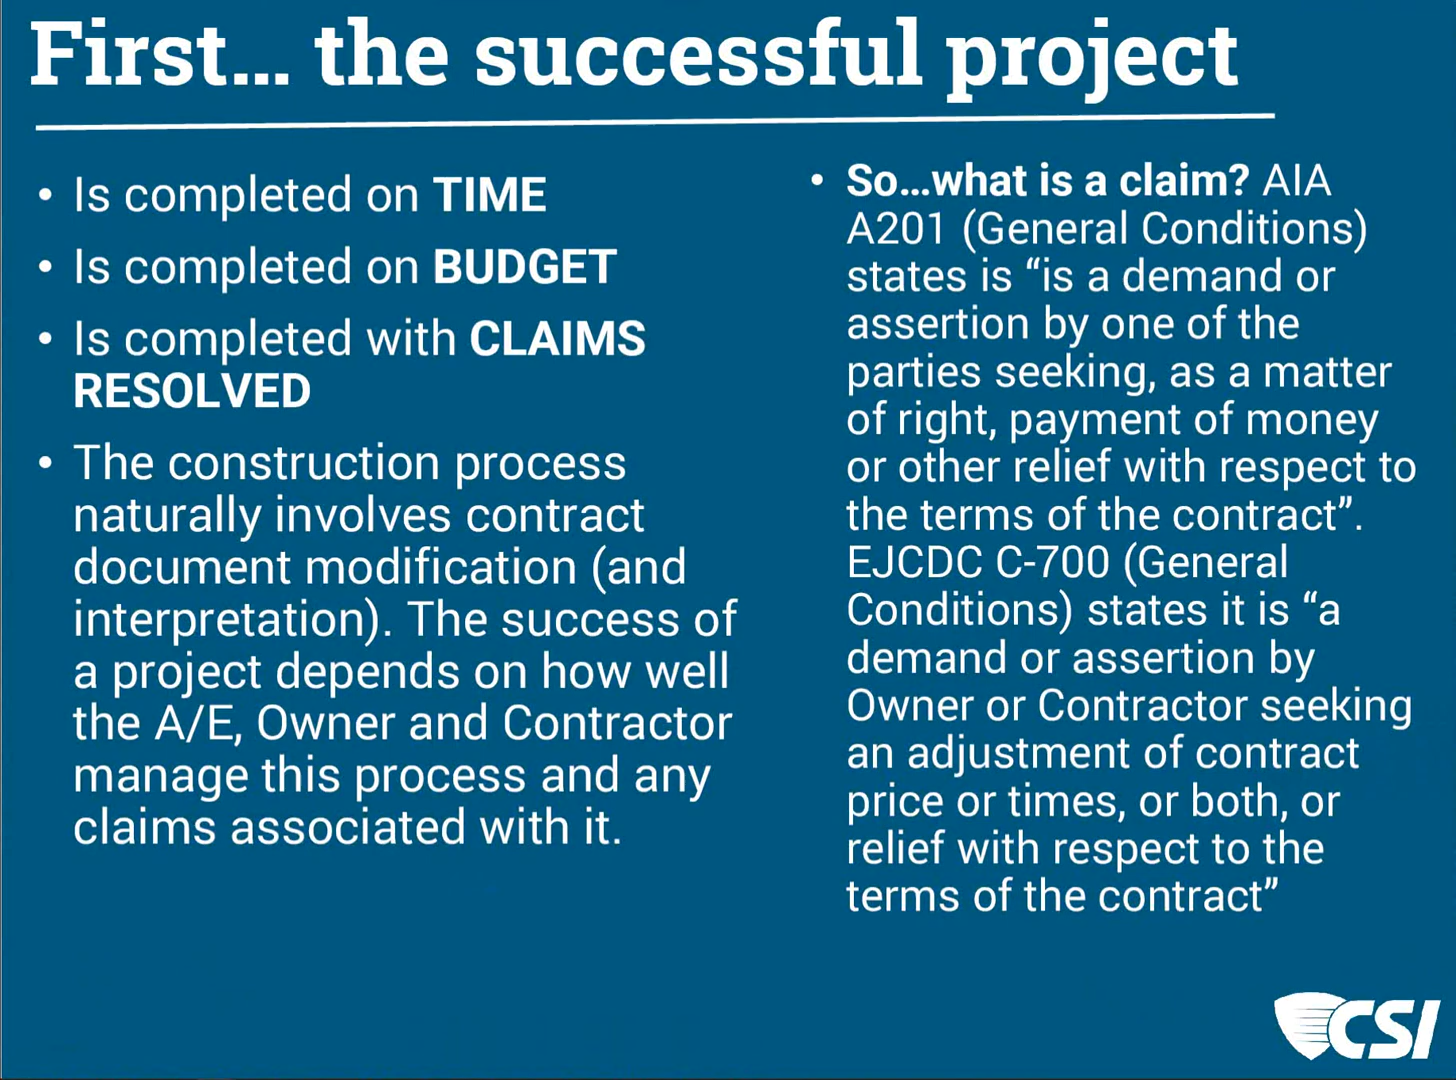 First... the successful project
• Is completed on TIME
• Is completed on BUDGET
• Is completed with CLAIMS
RESOLVED
• The construction process
naturally involves contract
document modification (and
interpretation). The success of
a project depends on how well
the A/E, Owner and Contractor
manage this process and any
claims associated with it.
• So...what is a claim? AIA
A201 (General Conditions)
states is “is a demand or
assertion by one of the
parties seeking, as a matter
of right, payment of money
or other relief with respect to
the terms of the contract”.
EJCDC C-700 (General
Conditions) states it is “a
demand or assertion by
Owner or Contractor seeking
an adjustment of contract
price or times, or both, or
relief with respect to the
terms of the contract”
CSI